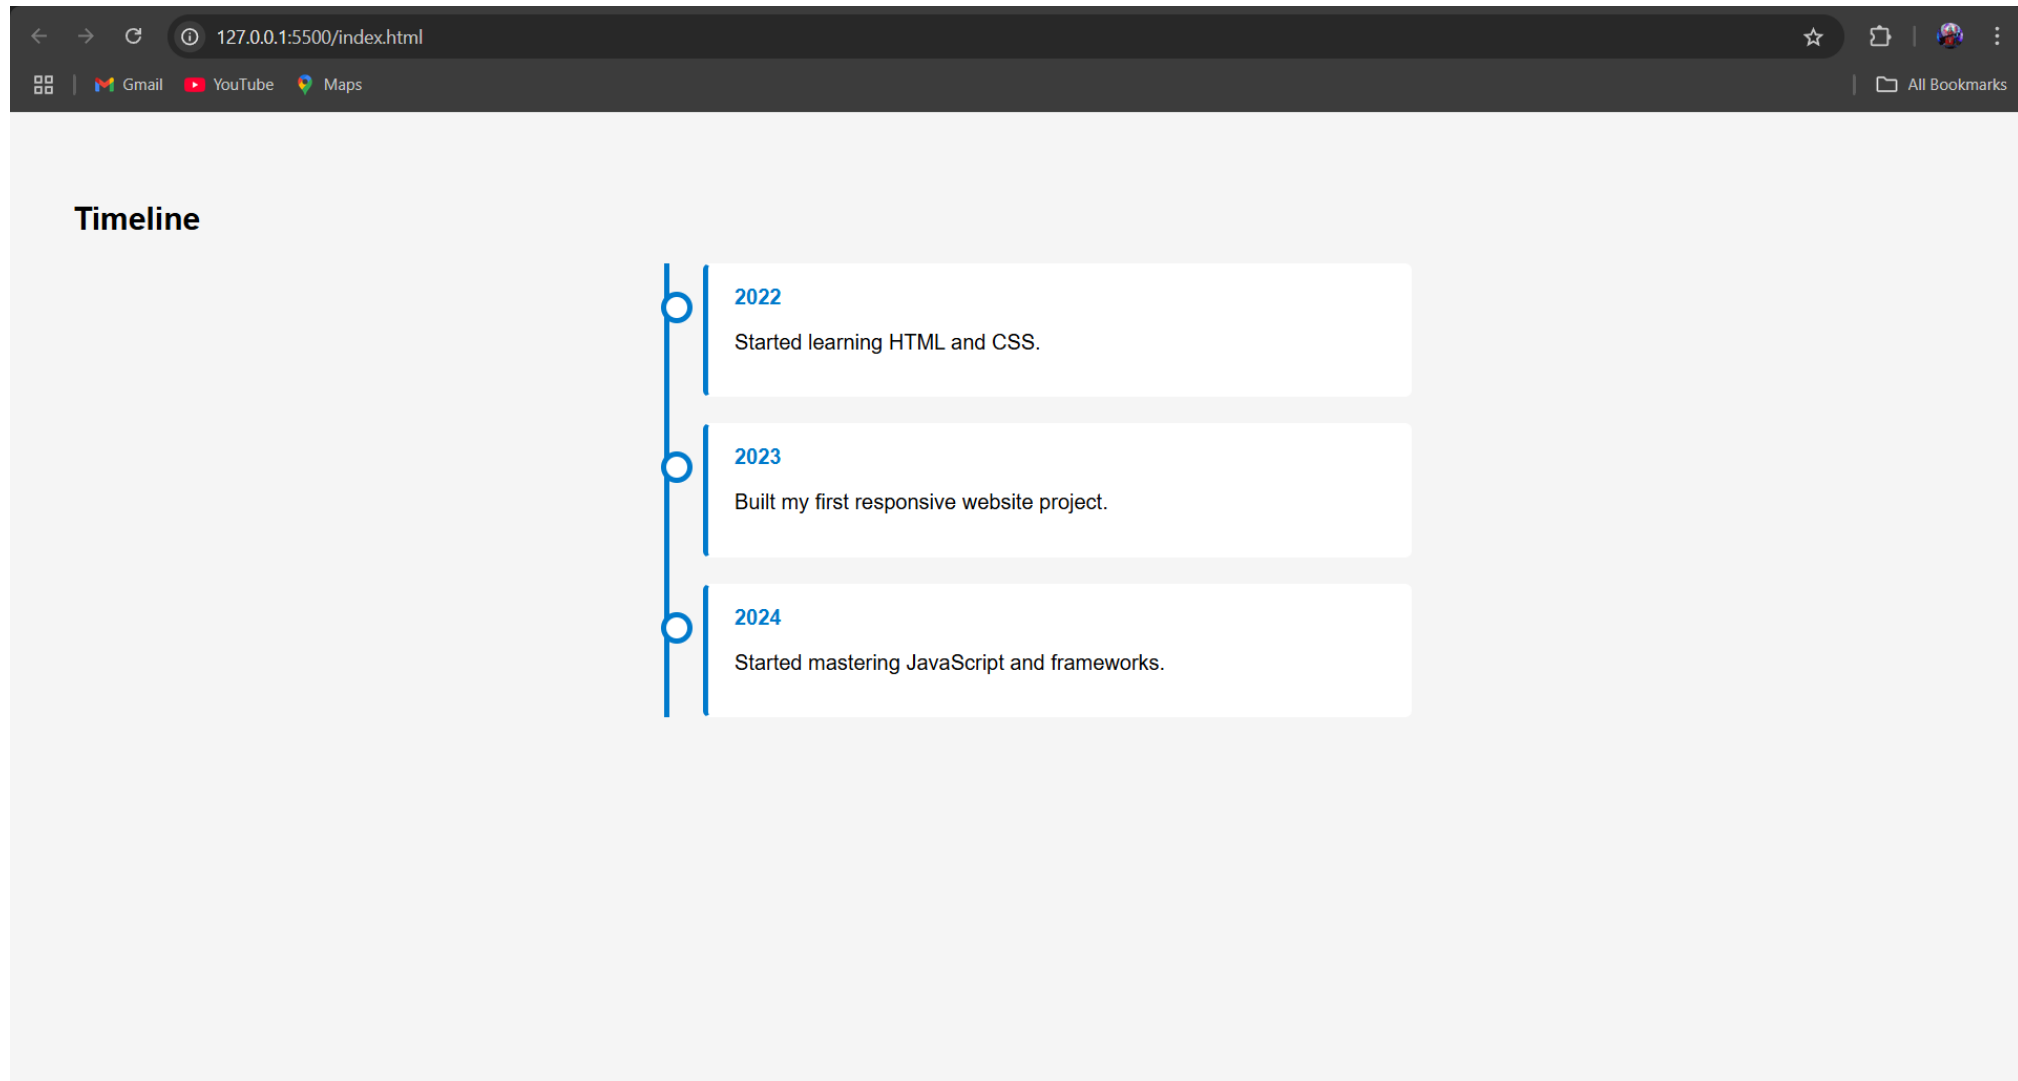 127.0.0.1:5500/index.html
Gmail YouTube Maps All Bookmarks
Timeline
2022
Started learning HTML and CSS.
2023
Built my first responsive website project.
2024
Started mastering JavaScript and frameworks.